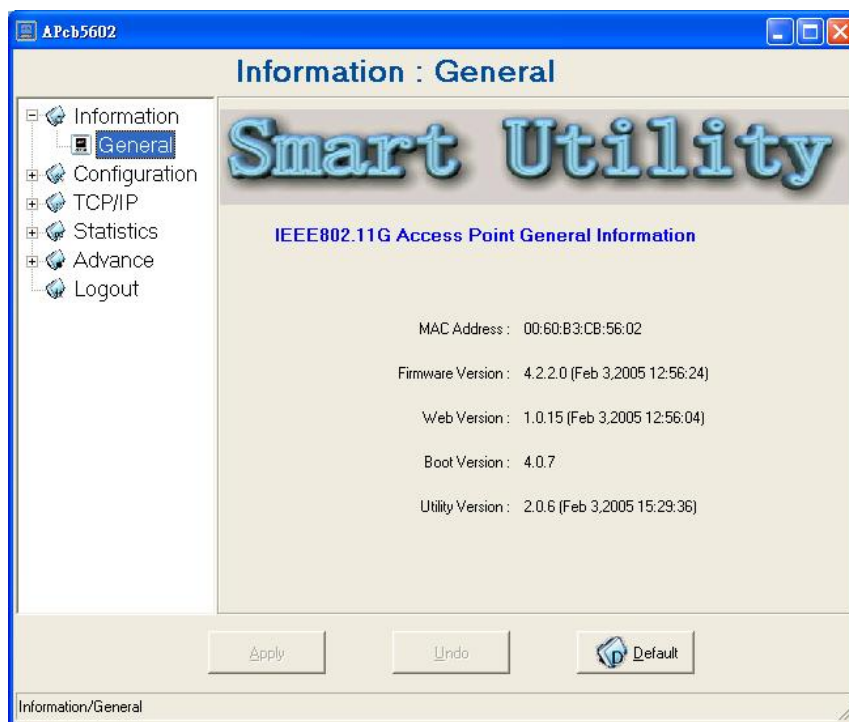 APcb5602
Information : General
Information
General
Configuration
TCP/IP
Statistics
Advance
Logout
Smart Utility
IEEE802.11G Access Point General Information
MAC Address : 00:60:B3:CB:56:02
Firmware Version : 4.2.2.0 (Feb 3,2005 12:56:24)
Web Version : 1.0.15 (Feb 3,2005 12:56:04)
Boot Version : 4.0.7
Utility Version : 2.0.6 (Feb 3,2005 15:29:36)
Apply Undo Default
Information/General